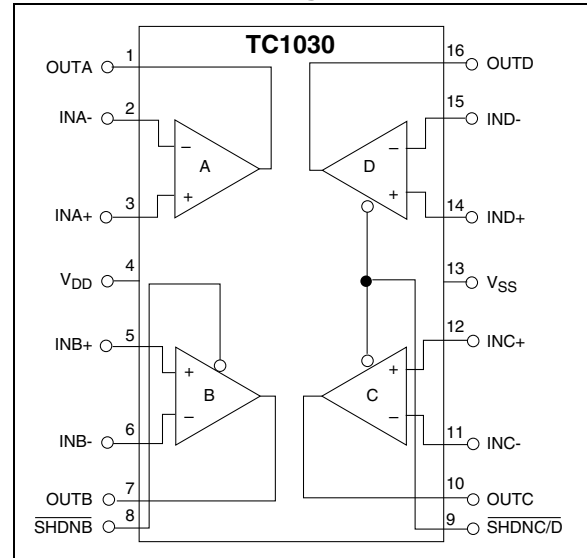 TC1030
OUTA 1
INA- 2
INA+ 3
VDD 4
INB+ 5
INB- 6
OUTB 7
SHDNB 8
16 OUTD
15 IND-
14 IND+
13 VSS
12 INC+
11 INC-
10 OUTC
9 SHDNC/D
− A +
− D +
+ B −
+ C −